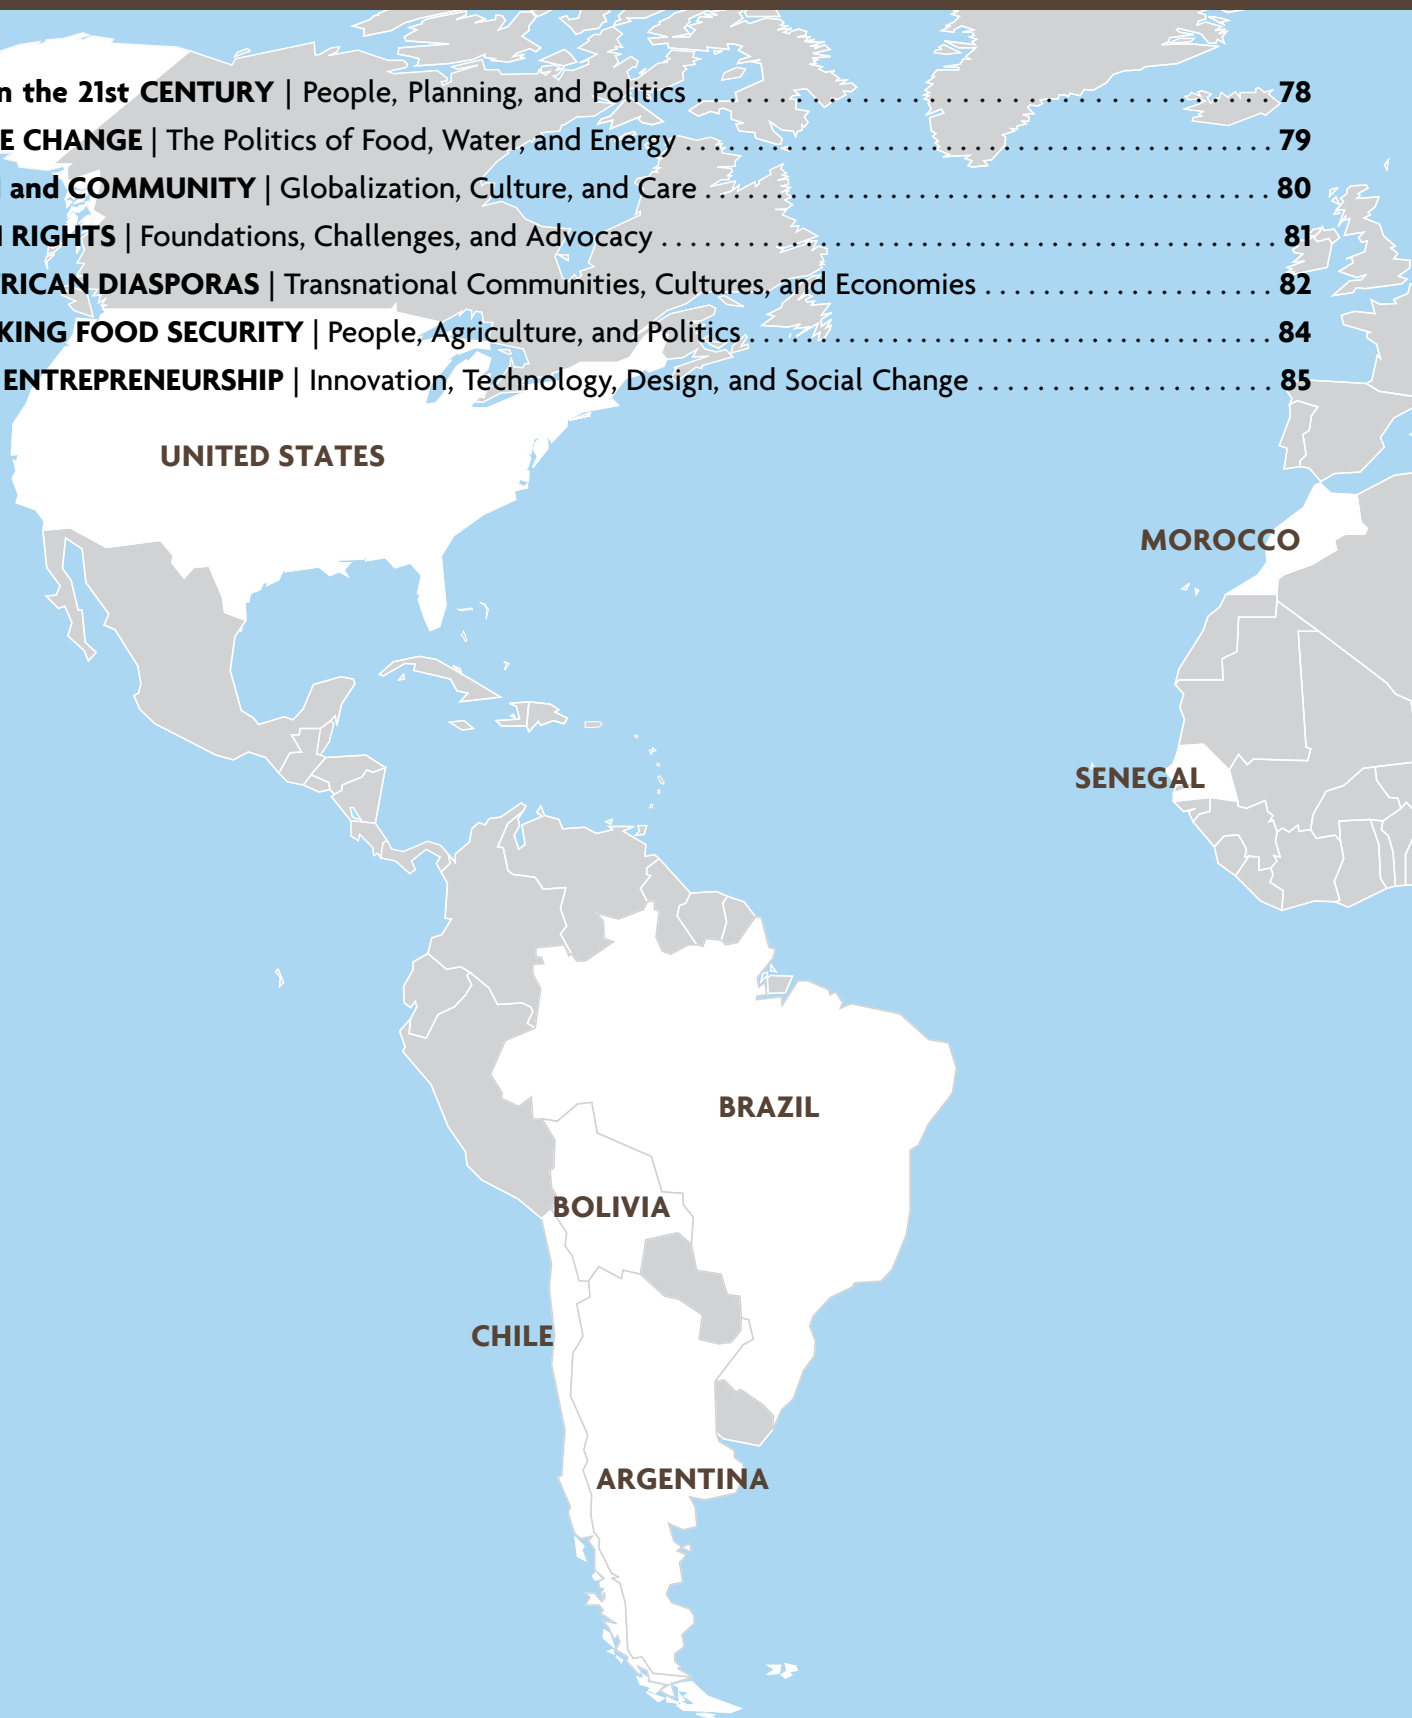 n the 21st CENTURY | People, Planning, and Politics . . . . . . . . . . . . . . . . . . . . . . . . . . . . . . . . . . . . . . . 78
E CHANGE | The Politics of Food, Water, and Energy . . . . . . . . . . . . . . . . . . . . . . . . . . . . . . . . . . . . . . . . 79
and COMMUNITY | Globalization, Culture, and Care . . . . . . . . . . . . . . . . . . . . . . . . . . . . . . . . . . . . . . . 80
RIGHTS | Foundations, Challenges, and Advocacy . . . . . . . . . . . . . . . . . . . . . . . . . . . . . . . . . . . . . . . . . . 81
RICAN DIASPORAS | Transnational Communities, Cultures, and Economies . . . . . . . . . . . . . . . . . . . . 82
KING FOOD SECURITY | People, Agriculture, and Politics . . . . . . . . . . . . . . . . . . . . . . . . . . . . . . . . . . . . 84
ENTREPRENEURSHIP | Innovation, Technology, Design, and Social Change . . . . . . . . . . . . . . . . . . . . 85
UNITED STATES
MOROCCO
SENEGAL
BRAZIL
BOLIVIA
CHILE
ARGENTINA